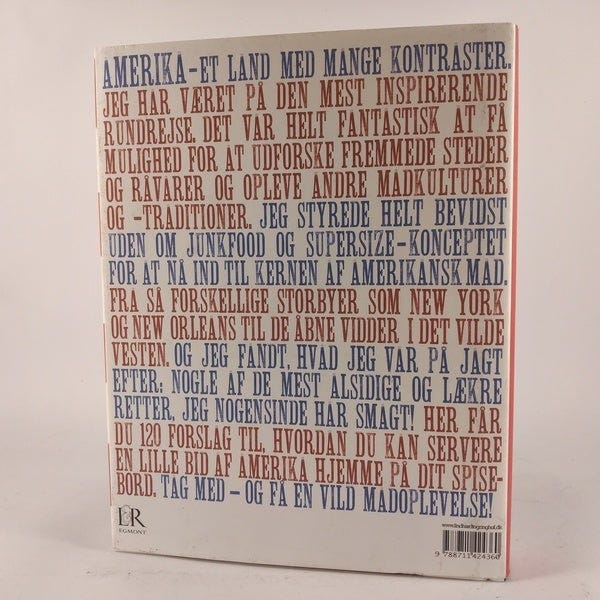 AMERIKA-ET LAND MED MANGE KONTRASTER.
JEG HAR VÆRET PÅ DEN MEST INSPIRERENDE
RUNDREJSE. DET VAR HELT FANTASTISK AT FÅ
MULIGHED FOR AT UDFORSKE FREMMEDE STEDER
OG RÅVARER OG OPLEVE ANDRE MADKULTURER
OG -TRADITIONER. JEG STYREDE HELT BEVIDST
UDEN OM JUNKFOOD OG SUPERSIZE-KONCEPTET
FOR AT NÅ IND TIL KERNEN AF AMERIKANSK MAD.
FRA SÅ FORSKELLIGE STORBYER SOM NEW YORK
OG NEW ORLEANS TIL DE ÅBNE VIDDER I DET VILDE
VESTEN. OG JEG FANDT, HVAD JEG VAR PÅ JAGT
EFTER: NOGLE AF DE MEST ALSIDIGE OG LÆKRE
RETTER, JEG NOGENSINDE HAR SMAGT! HER FÅR
DU 120 FORSLAG TIL, HVORDAN DU KAN SERVERE
EN LILLE BID AF AMERIKA HJEMME PÅ DIT SPISE-
BORD. TAG MED - OG FÅ EN VILD MADOPLEVELSE!
L&R
EGMONT
www.lindhardtogringhof.dk
9 788711 424360